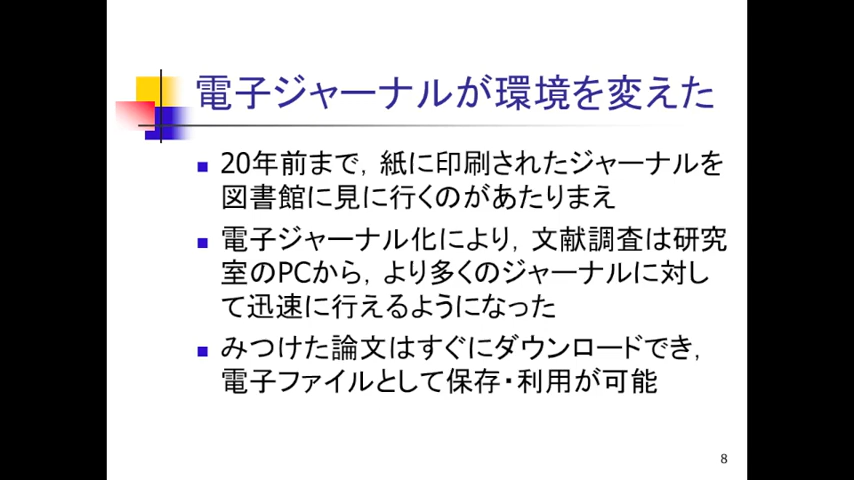 電子ジャーナルが環境を変えた
20年前まで，紙に印刷されたジャーナルを
図書館に見に行くのがあたりまえ
電子ジャーナル化により，文献調査は研究
室のPCから，より多くのジャーナルに対し
て迅速に行えるようになった
みつけた論文はすぐにダウンロードでき，
電子ファイルとして保存・利用が可能
8